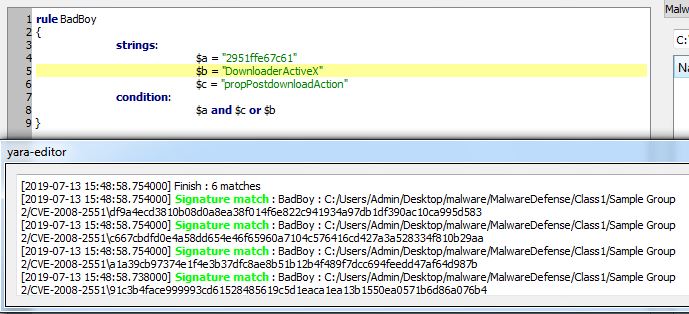 1 rule BadBoy
2 {
3 strings:
4 $a = "2951ffe67c61"
5 $b = "DownloaderActiveX"
6 $c = "propPostdownloadAction"
7 condition:
8 $a and $c or $b
9 }
Malw
C:
Na
yara-editor
[2019-07-13 15:48:58.754000] Finish : 6 matches
[2019-07-13 15:48:58.754000] Signature match : BadBoy : C:/Users/Admin/Desktop/malware/MalwareDefense/Class1/Sample Group
2/CVE-2008-2551\df9a4ecd3810b08d0a8ea38f014f6e822c941934a97db1df390ac10ca995d583
[2019-07-13 15:48:58.754000] Signature match : BadBoy : C:/Users/Admin/Desktop/malware/MalwareDefense/Class1/Sample Group
2/CVE-2008-2551\c667cbdfd0e4a58dd654e46f65960a7104c576416cd427a3a528334f810b29aa
[2019-07-13 15:48:58.754000] Signature match : BadBoy : C:/Users/Admin/Desktop/malware/MalwareDefense/Class1/Sample Group
2/CVE-2008-2551\a1a39cb97374e1f4e3b37dfc8ae8b51b12b4f489f7dcc694feedd47af64d987b
[2019-07-13 15:48:58.738000] Signature match : BadBoy : C:/Users/Admin/Desktop/malware/MalwareDefense/Class1/Sample Group
2/CVE-2008-2551\91c3b4face999993cd61528485619c5d1eaca1ea13b1550ea0571b6d86a076b4